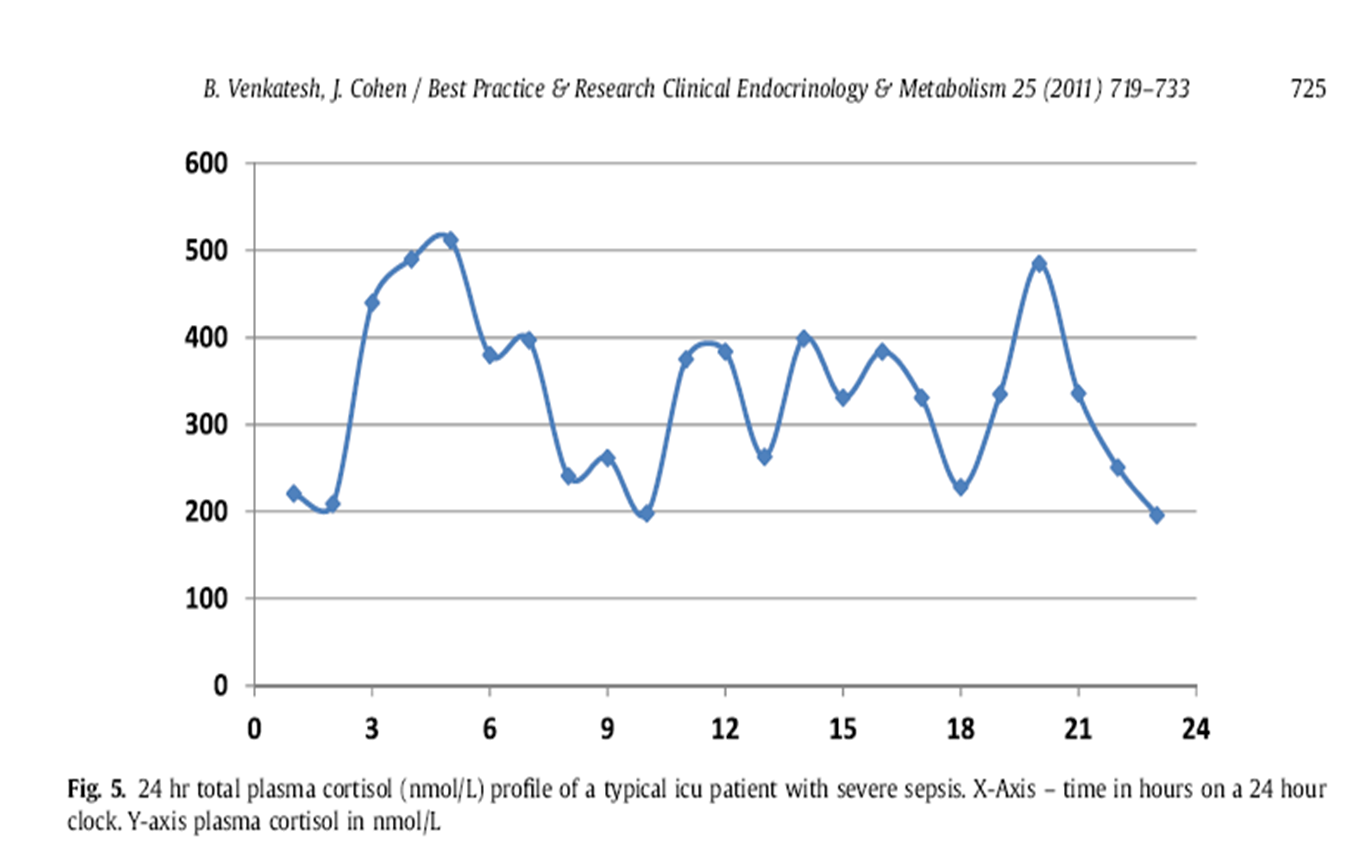 B. Venkatesh, J. Cohen / Best Practice & Research Clinical Endocrinology & Metabolism 25 (2011) 719–733 725
600
500
400
300
200
100
0
0 3 6 9 12 15 18 21 24
Fig. 5. 24 hr total plasma cortisol (nmol/L) profile of a typical icu patient with severe sepsis. X-Axis – time in hours on a 24 hour
clock. Y-axis plasma cortisol in nmol/L